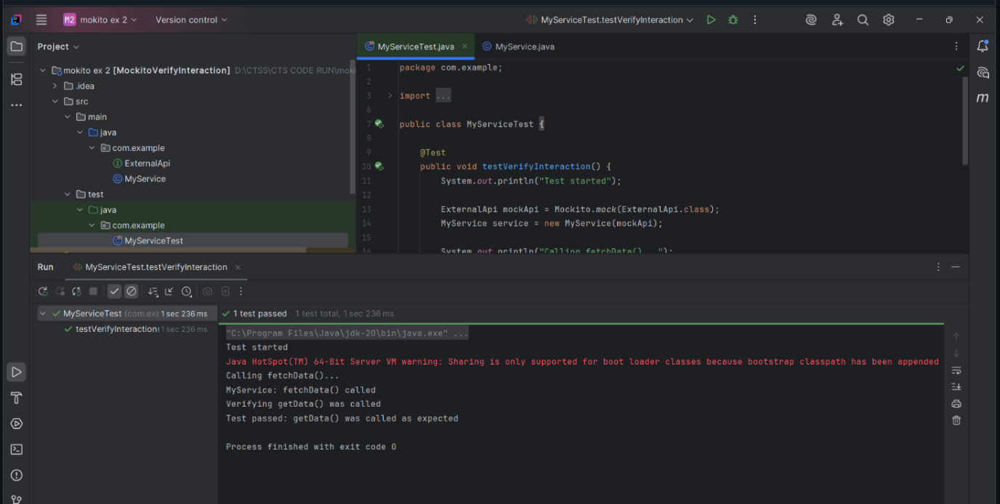 M2 mokito ex 2 Version control MyServiceTest.testVerifyInteraction
Project
mokito ex 2 [MockitoVerifyInteraction] D:\CTSS\CTS CODE RUN\moki
.idea
src
main
java
com.example
ExternalApi
MyService
test
java
com.example
MyServiceTest
MyServiceTest.java MyService.java
1 package com.example;
2
3 import ...
6
7 public class MyServiceTest {
8
9 @Test
10 public void testVerifyInteraction() {
11 System.out.println("Test started");
12
13 ExternalApi mockApi = Mockito.mock(ExternalApi.class);
14 MyService service = new MyService(mockApi);
15
16 System.out.println("Calling fetchData()...");
Run MyServiceTest.testVerifyInteraction
MyServiceTest (com.exa 1 sec 236 ms
testVerifyInteraction( 1 sec 236 ms
1 test passed 1 test total, 1 sec 236 ms
"C:\Program Files\Java\jdk-20\bin\java.exe" ...
Test started
Java HotSpot(TM) 64-Bit Server VM warning: Sharing is only supported for boot loader classes because bootstrap classpath has been appended
Calling fetchData()...
MyService: fetchData() called
Verifying getData() was called
Test passed: getData() was called as expected
Process finished with exit code 0